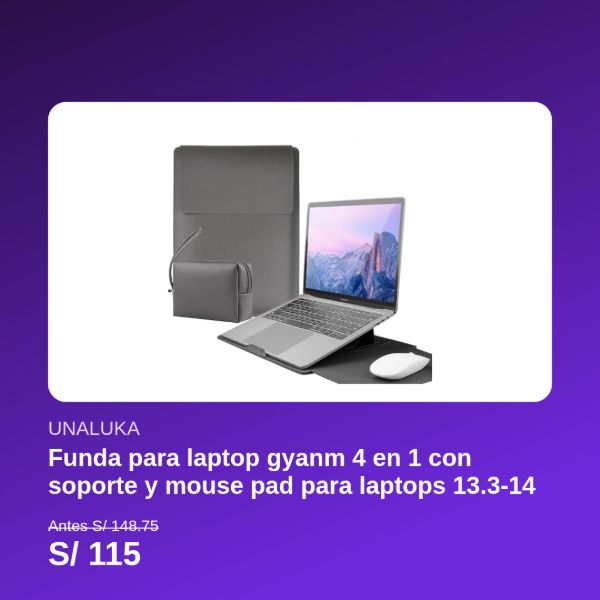 UNALUKA
Funda para laptop gyanm 4 en 1 con
soporte y mouse pad para laptops 13.3-14
Antes S/ 148.75
S/ 115